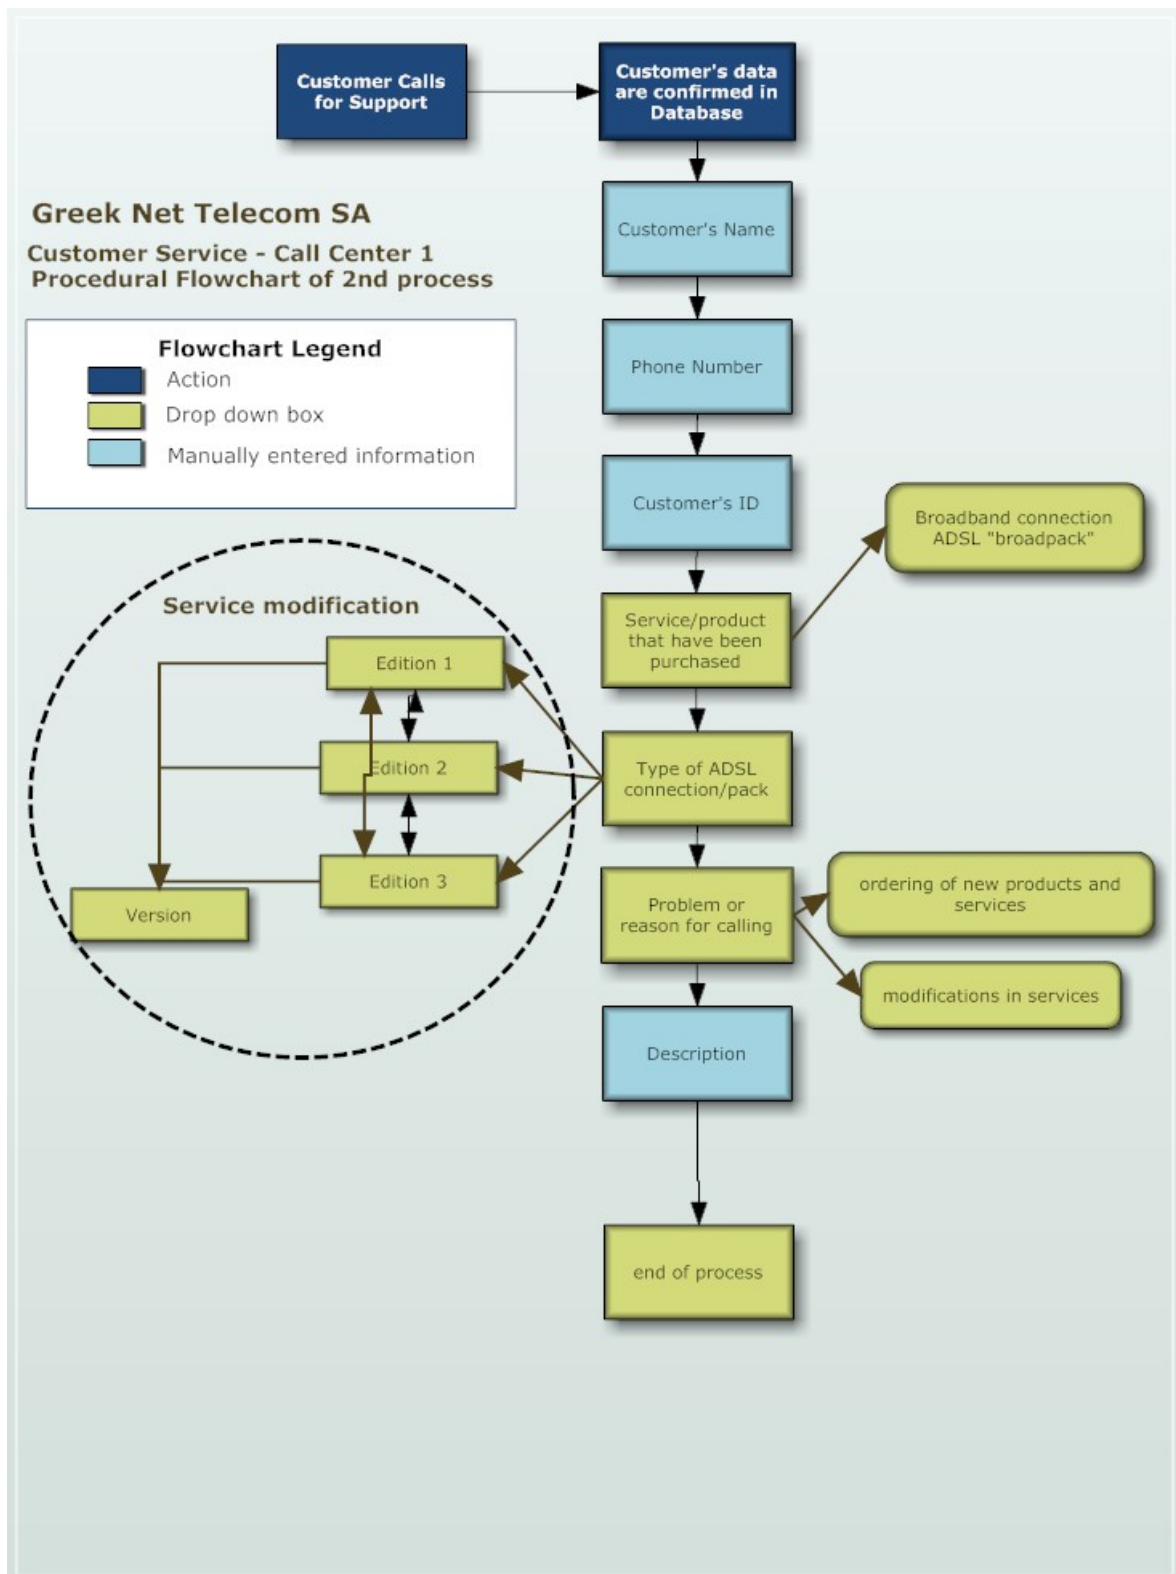 Customer Calls
for Support
Customer's data
are confirmed in
Database
Greek Net Telecom SA
Customer Service - Call Center 1
Procedural Flowchart of 2nd process
Flowchart Legend
Action
Drop down box
Manually entered information
Customer's Name
Phone Number
Customer's ID
Broadband connection
ADSL "broadpack"
Service/product
that have been
purchased
Service modification
Edition 1
Edition 2
Edition 3
Version
Type of ADSL
connection/pack
Problem or
reason for calling
ordering of new products and
services
modifications in services
Description
end of process